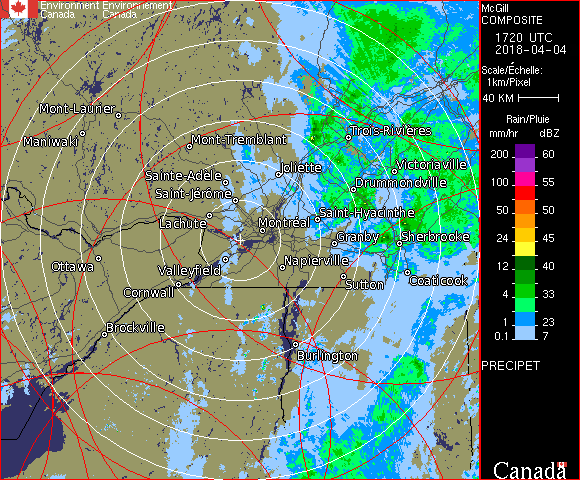 Environment Environnement
Canada Canada
McGill
COMPOSITE
1720 UTC
2018-04-04
Scale/Échelle:
1km/Pixel
40 KM
Rain/Pluie
mm/hr dBZ
200 60
100 55
50 50
24 45
12 40
4 33
1 23
0.1 7
PRECIPET
Canada
Mont-Laurier
Maniwaki
Mont-Tremblant
Trois-Rivières
Sainte-Adèle
Joliette
Victoriaville
Saint-Jérôme
Drummondville
Lachute
Montréal
Saint-Hyacinthe
Granby
Sherbrooke
Ottawa
Valleyfield
Napierville
Cornwall
Sutton
Coaticook
Brockville
Burlington